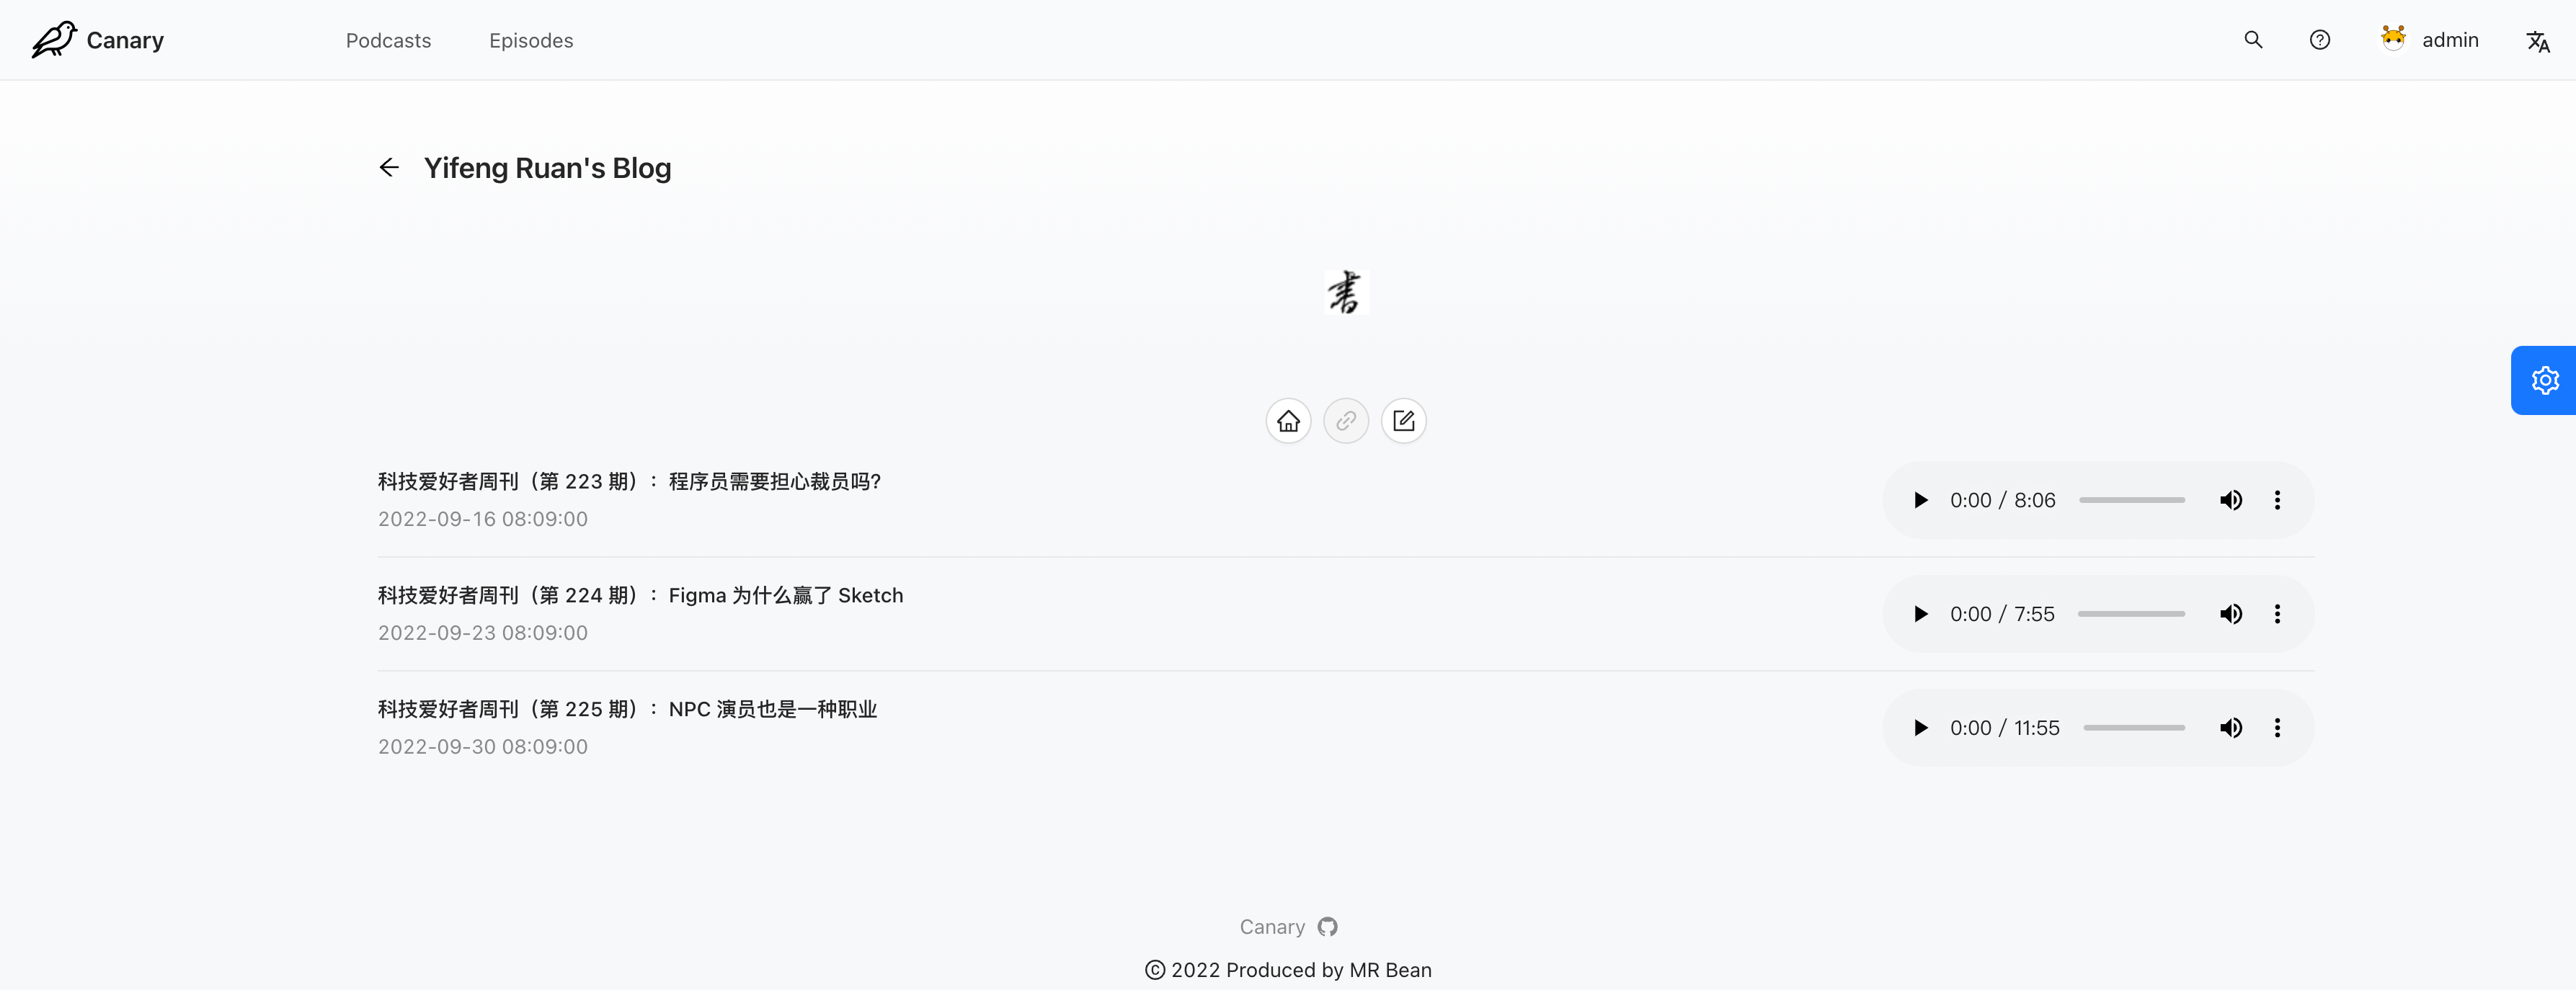 Canary
Podcasts
Episodes
admin
Yifeng Ruan's Blog
书
科技爱好者周刊（第 223 期）：程序员需要担心裁员吗?
2022-09-16 08:09:00
0:00 / 8:06
科技爱好者周刊（第 224 期）：Figma 为什么赢了 Sketch
2022-09-23 08:09:00
0:00 / 7:55
科技爱好者周刊（第 225 期）：NPC 演员也是一种职业
2022-09-30 08:09:00
0:00 / 11:55
Canary
© 2022 Produced by MR Bean